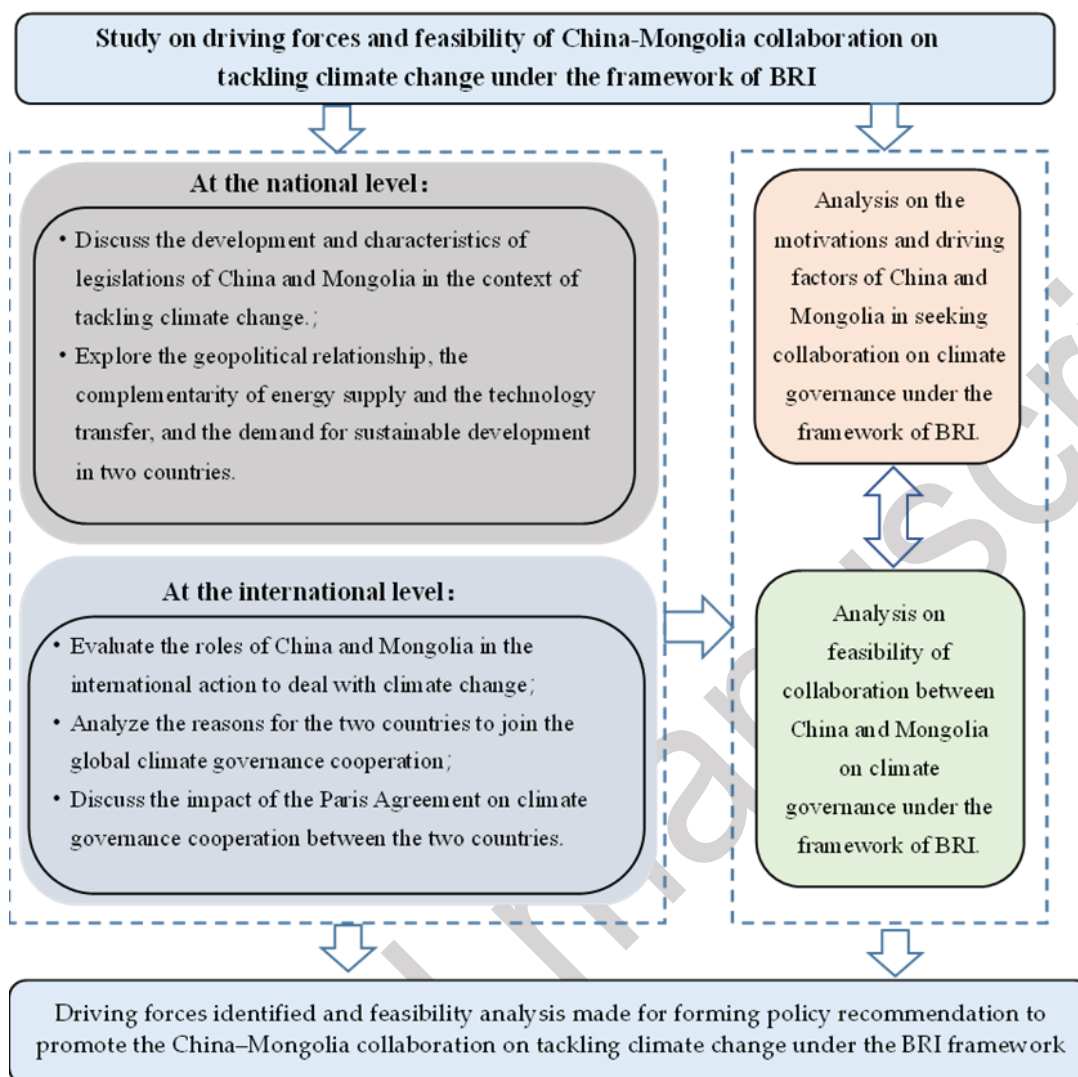 Study on driving forces and feasibility of China-Mongolia collaboration on
tackling climate change under the framework of BRI
At the national level:
• Discuss the development and characteristics of
legislations of China and Mongolia in the context of
tackling climate change.;
• Explore the geopolitical relationship, the
complementarity of energy supply and the technology
transfer, and the demand for sustainable development
in two countries.
At the international level:
• Evaluate the roles of China and Mongolia in the
international action to deal with climate change;
• Analyze the reasons for the two countries to join the
global climate governance cooperation;
• Discuss the impact of the Paris Agreement on climate
governance cooperation between the two countries.
Analysis on the
motivations and driving
factors of China and
Mongolia in seeking
collaboration on climate
governance under the
framework of BRI.
Analysis on
feasibility of
collaboration between
China and Mongolia
on climate
governance under the
framework of BRI.
Driving forces identified and feasibility analysis made for forming policy recommendation to
promote the China–Mongolia collaboration on tackling climate change under the BRI framework